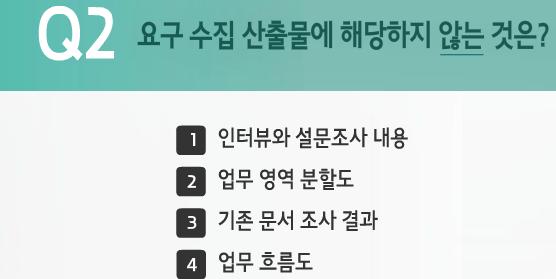 Q2 요구 수집 산출물에 해당하지 않는 것은?
1 인터뷰와 설문조사 내용
2 업무 영역 분할도
3 기존 문서 조사 결과
4 업무 흐름도